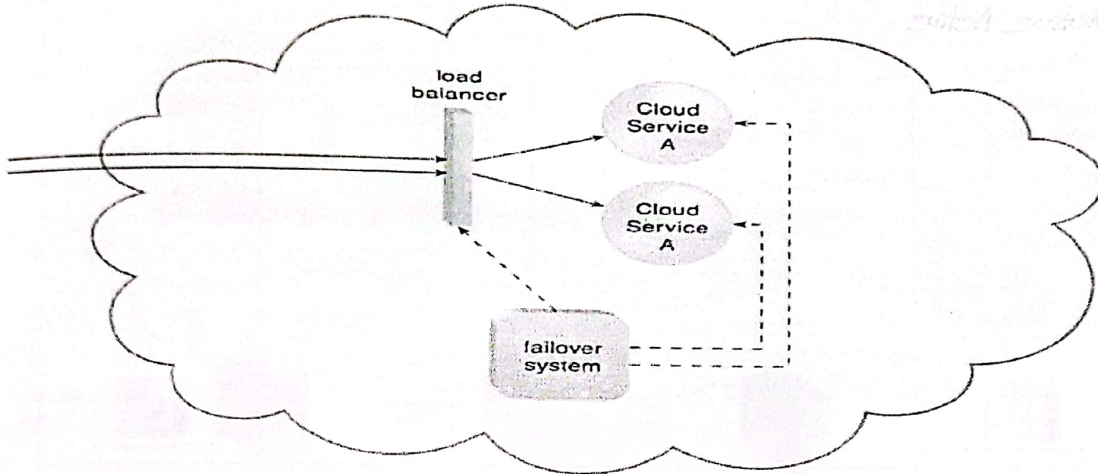 load
balancer
Cloud
Service
A
Cloud
Service
A
failover
system